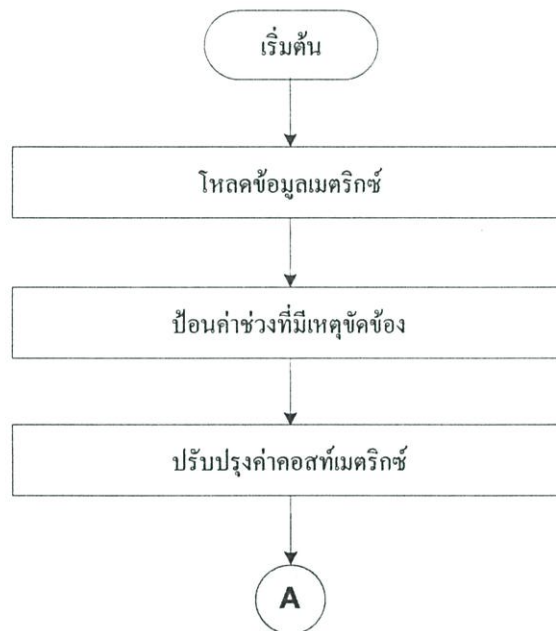 เริ่มต้น
โหลดข้อมูลเมตริกซ์
ป้อนค่าช่วงที่มีเหตุขัดข้อง
ปรับปรุงค่าคอสท์เมตริกซ์
A